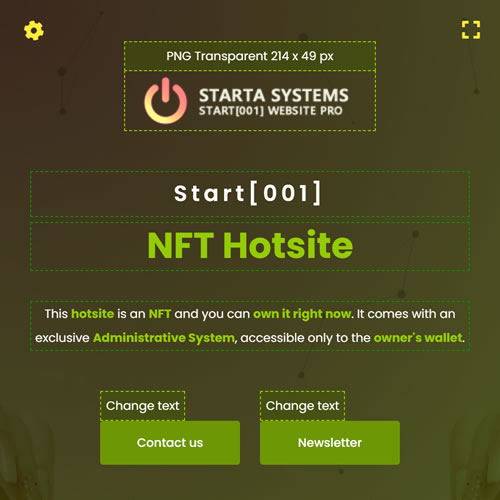 PNG Transparent 214 x 49 px
STARTA SYSTEMS
START[001] WEBSITE PRO
Start[001]
NFT Hotsite
This hotsite is an NFT and you can own it right now. It comes with an
exclusive Administrative System, accessible only to the owner's wallet.
Change text
Change text
Contact us
Newsletter